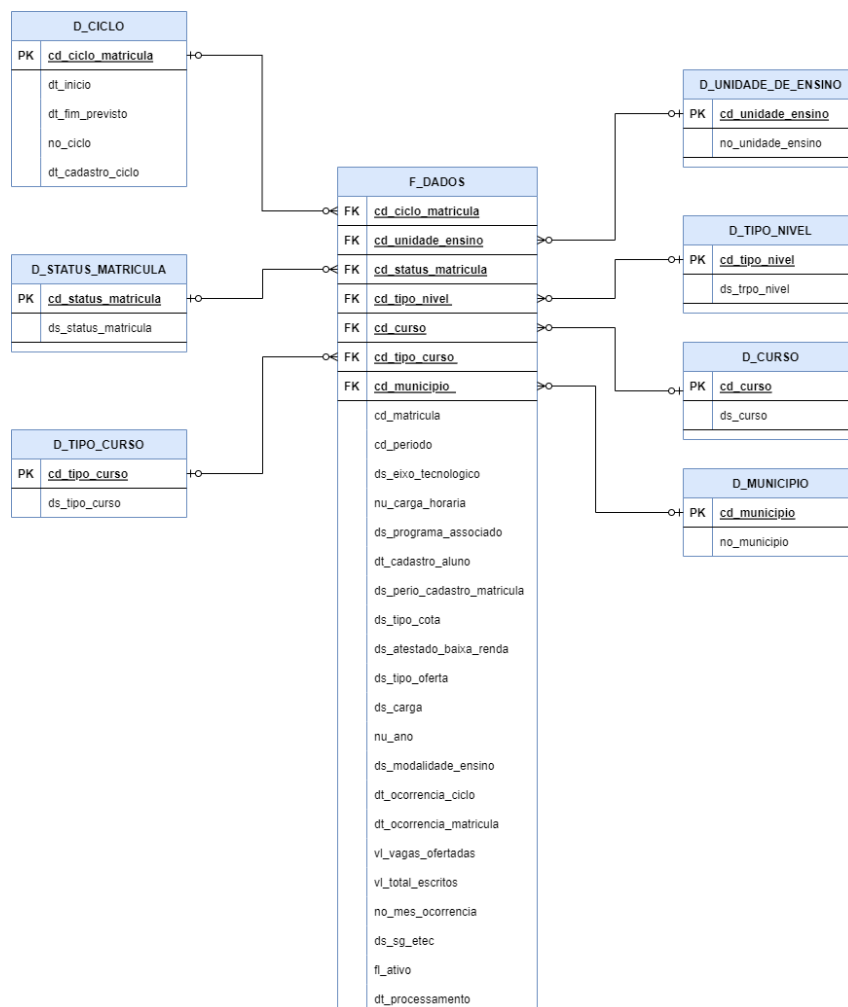 D_CICLO
PK cd_ciclo_matricula
dt_inicio
dt_fim_previsto
no_ciclo
dt_cadastro_ciclo
D_STATUS_MATRICULA
PK cd_status_matricula
ds_status_matricula
D_TIPO_CURSO
PK cd_tipo_curso
ds_tipo_curso
F_DADOS
FK cd_ciclo_matricula
FK cd_unidade_ensino
FK cd_status_matricula
FK cd_tipo_nivel
FK cd_curso
FK cd_tipo_curso
FK cd_municipio
cd_matricula
cd_periodo
ds_eixo_tecnologico
nu_carga_horaria
ds_programa_associado
dt_cadastro_aluno
ds_perio_cadastro_matricula
ds_tipo_cota
ds_atestado_baixa_renda
ds_tipo_oferta
ds_carga
nu_ano
ds_modalidade_ensino
dt_ocorrencia_ciclo
dt_ocorrencia_matricula
vl_vagas_ofertadas
vl_total_escritos
no_mes_ocorrencia
ds_sg_etec
fl_ativo
dt_processamento
D_UNIDADE_DE_ENSINO
PK cd_unidade_ensino
no_unidade_ensino
D_TIPO_NIVEL
PK cd_tipo_nivel
ds_trpo_nivel
D_CURSO
PK cd_curso
ds_curso
D_MUNICIPIO
PK cd_municipio
no_municipio